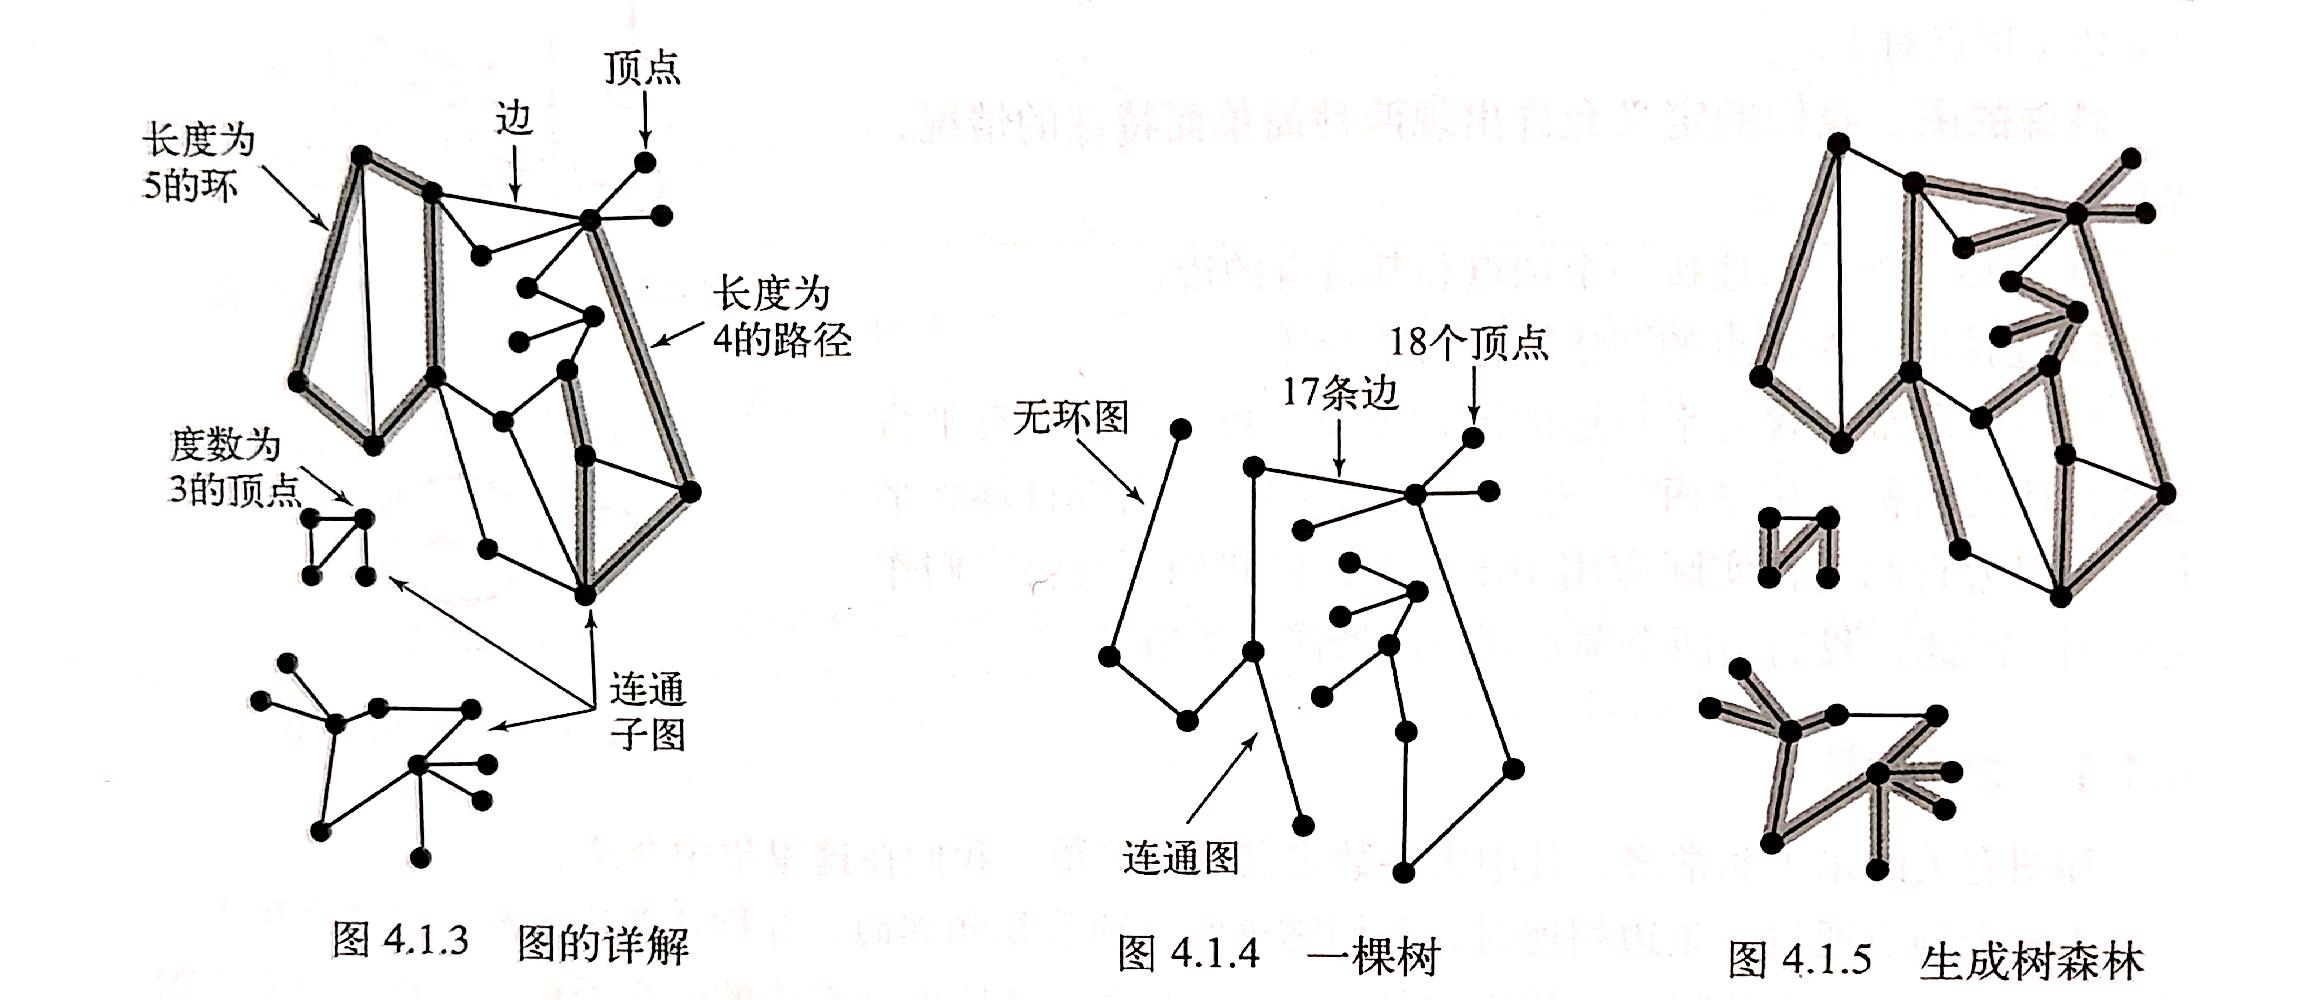 顶点
边
长度为
5的环
长度为
4的路径
度数为
3的顶点
连通
子图
图 4.1.3 图的详解
18个顶点
17条边
无环图
连通图
图 4.1.4 一棵树
图 4.1.5 生成树森林